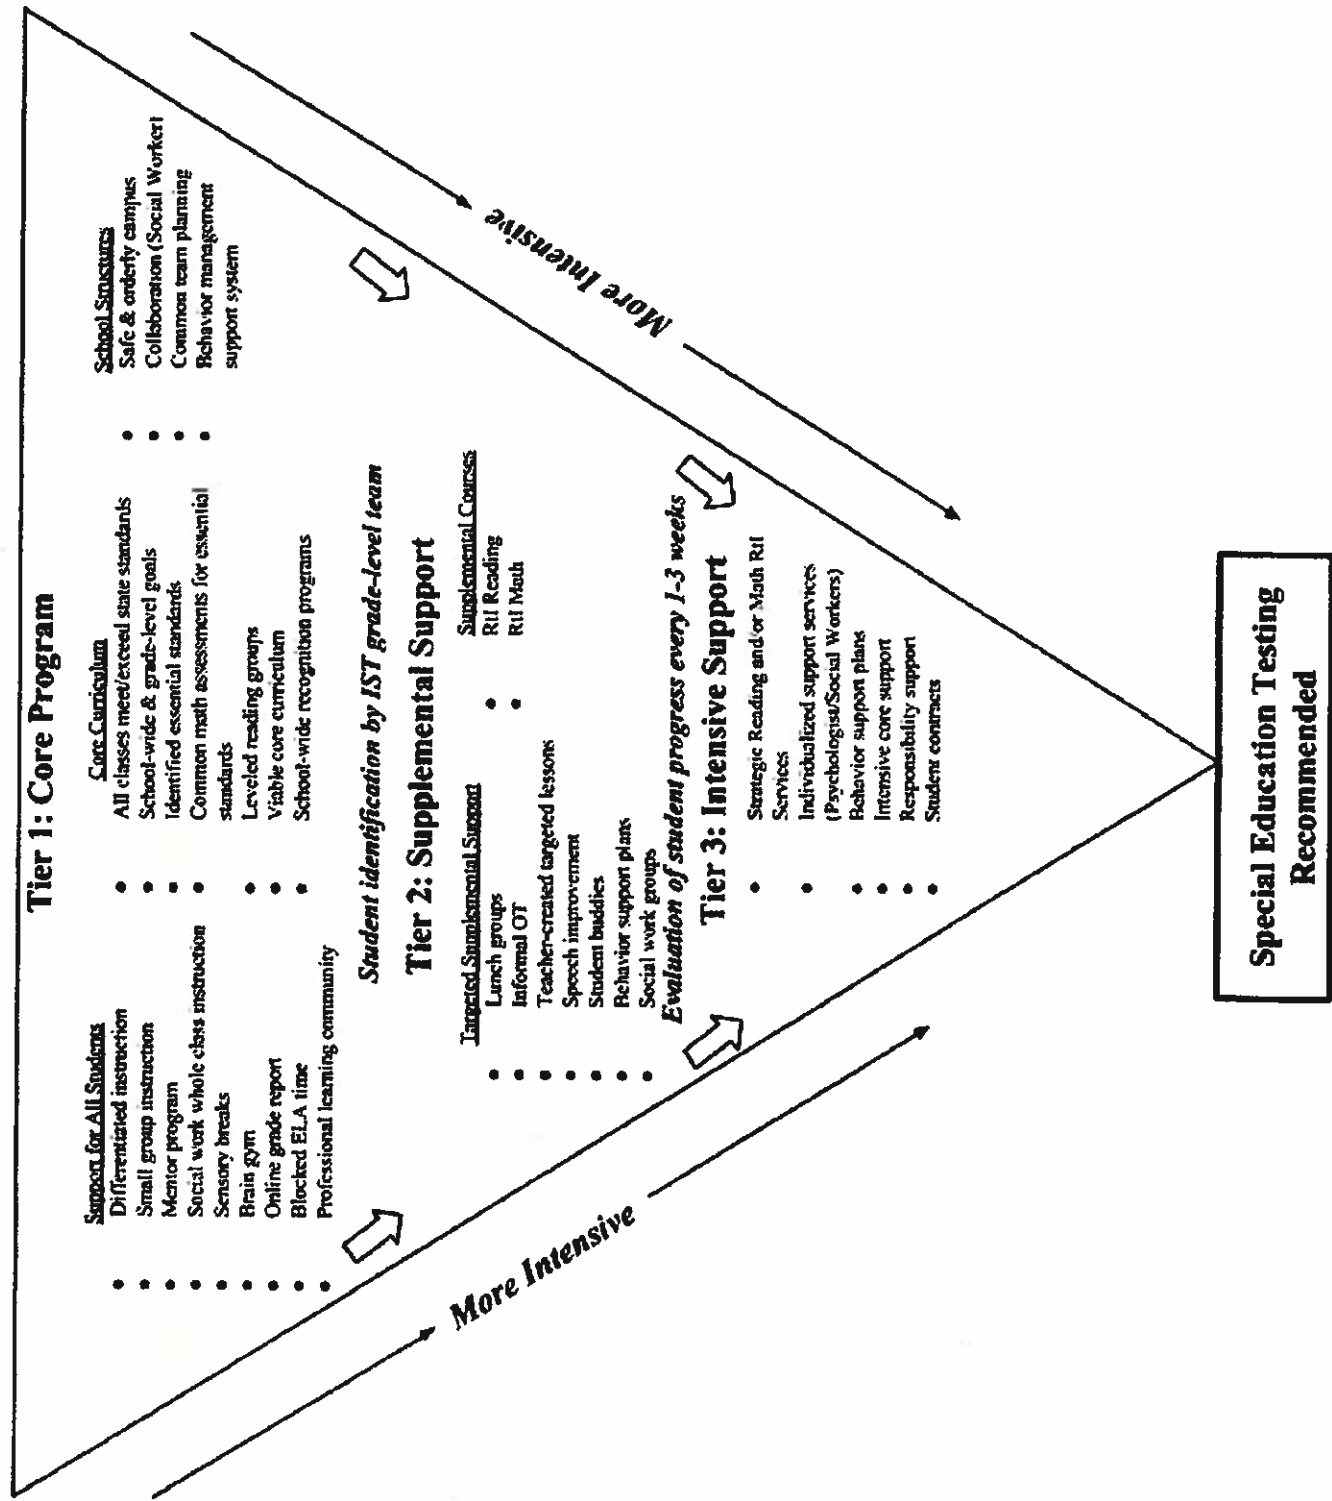 Tier 1: Core Program
Support for All Students
• Differentiated instruction
• Small group instruction
• Mentor program
• Social work whole class instruction
• Sensory breaks
• Brain gym
• Online grade report
• Blocked ELA time
• Professional learning community
Core Curriculum
• All classes meet/exceed state standards
• School-wide & grade-level goals
• Identified essential standards
• Common math assessments for essential
standards
• Leveled reading groups
• Viable core curriculum
• School-wide recognition programs
School Structures
• Safe & orderly campus
• Collaboration (Social Worker)
• Common team planning
• Behavior management
support system
Student identification by IST grade-level team
Tier 2: Supplemental Support
Targeted Supplemental Support
• Lunch groups
• Informal OT
• Teacher-created targeted lessons
• Speech improvement
• Student buddies
• Behavior support plans
• Social work groups
Supplemental Courses
• RtI Reading
• RtI Math
Evaluation of student progress every 1-3 weeks
Tier 3: Intensive Support
• Strategic Reading and/or Math RtI
Services
• Individualized support services
(Psychologist/Social Workers)
• Behavior support plans
• Intensive core support
• Responsibility support
• Student contracts
More Intensive
More Intensive
Special Education Testing
Recommended